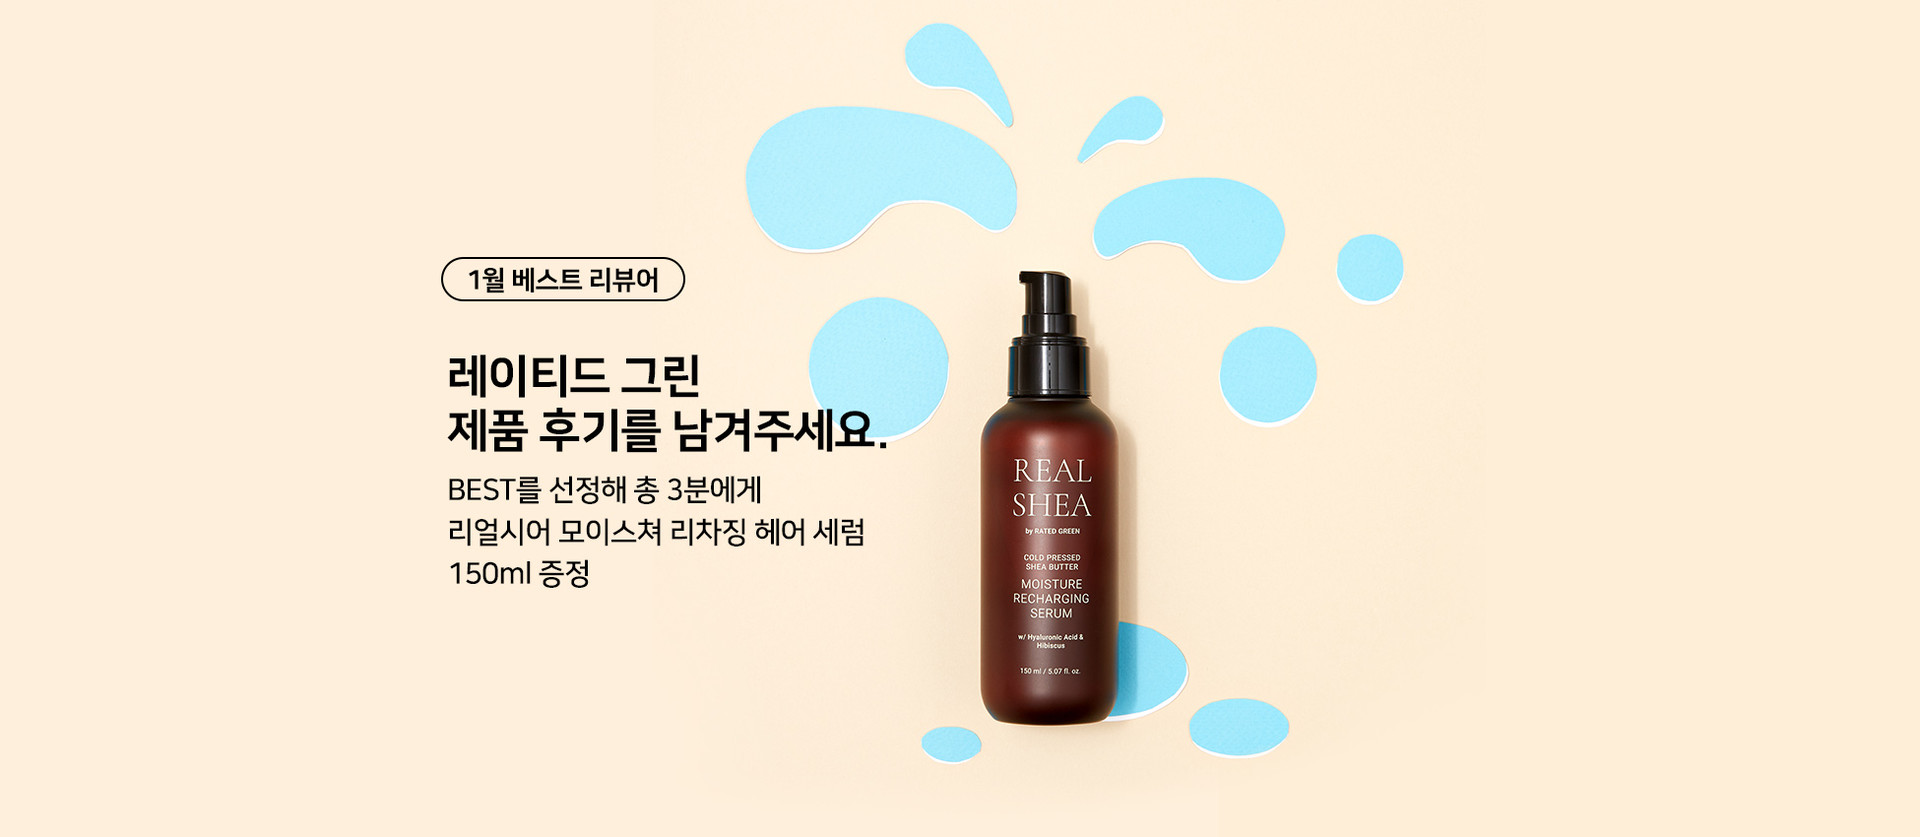 1월 베스트 리뷰어
레이티드 그린
제품 후기를 남겨주세요.
BEST를 선정해 총 3분에게
리얼시어 모이스쳐 리차징 헤어 세럼
150ml 증정
REAL
SHEA
by RATED GREEN
COLD PRESSED
SHEA BUTTER
MOISTURE
RECHARGING
SERUM
w/ Hyaluronic Acid &
Hibiscus
150 ml / 5.07 fl. oz.